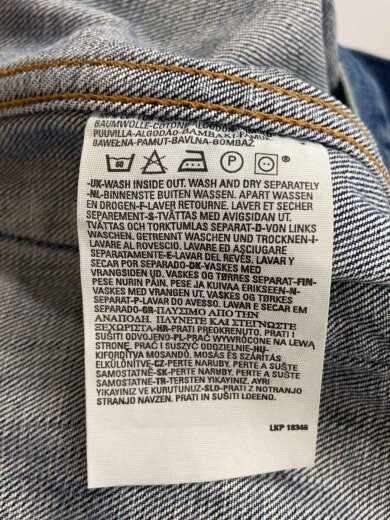 BAUMWOLLE-COTONE-ALGODON
PUUVILLA-ALGODÃO-ΒΑΜΒΑΚΙ-PAMUK
BAWEŁNA-PAMUT-BAVLNA-BOMBAŽ
60 P
-UK-WASH INSIDE OUT. WASH AND DRY SEPARATELY
-NL-BINNENSTE BUITEN WASSEN. APART WASSEN
EN DROGEN-F-LAVER RETOURNE. LAVER ET SECHER
SEPAREMENT-S-TVÄTTAS MED AVIGSIDAN UT.
TVÄTTAS OCH TORKTUMLAS SEPARAT-D-VON LINKS
WASCHEN. GETRENNT WASCHEN UND TROCKNEN-I-
LAVARE AL ROVESCIO. LAVARE ED ASCIUGARE
SEPARATAMENTE-E-LAVAR DEL REVÉS. LAVAR Y
SECAR POR SEPARADO-DK-VASKES MED
VRANGSIDEN UD. VASKES OG TØRRES SEPARAT-FIN-
PESE NURIN PÄIN. PESE JA KUIVAA ERIKSEEN-N-
VASKES MED VRANGEN UT. VASKES OG TØRKES
SEPARAT-P-LAVAR DO AVESSO. LAVAR E SECAR EM
SEPARADO-GR-ΠΛΥΣΙΜΟ ΑΠΟ ΤΗΝ
ΑΝΑΠΟΔΗ. ΠΛΥΝΕΤΕ ΚΑΙ ΣΤΕΓΝΩΣΤΕ
ΞΕΧΩΡΙΣΤΑ-HR-PRATI PREOKRENUTO. PRATI I
SUŠITI ODVOJENO-PL-PRAĆ WYWRÓCONE NA LEWĄ
STRONĘ. PRAĆ I SUSZYĆ ODDZIELNIE-HU-
KIFORDÍTVA MOSANDÓ. MOSÁS ÉS SZÁRÍTÁS
ELKÜLÖNÍTVE-CZ-PERTE NARUBY. PERTE A SUŠTE
SAMOSTATNĚ-SK-PERTE NARUBY. PERTE A SUŠTE
SAMOSTATNE-TR-TERSTEN YIKAYINIZ. AYRI
YIKAYINIZ VE KURUTUNUZ-SLO-PRATI Z NOTRANJO
STRANJO NAVZEN. PRATI IN SUŠITI LOČENO.
LKP 18346